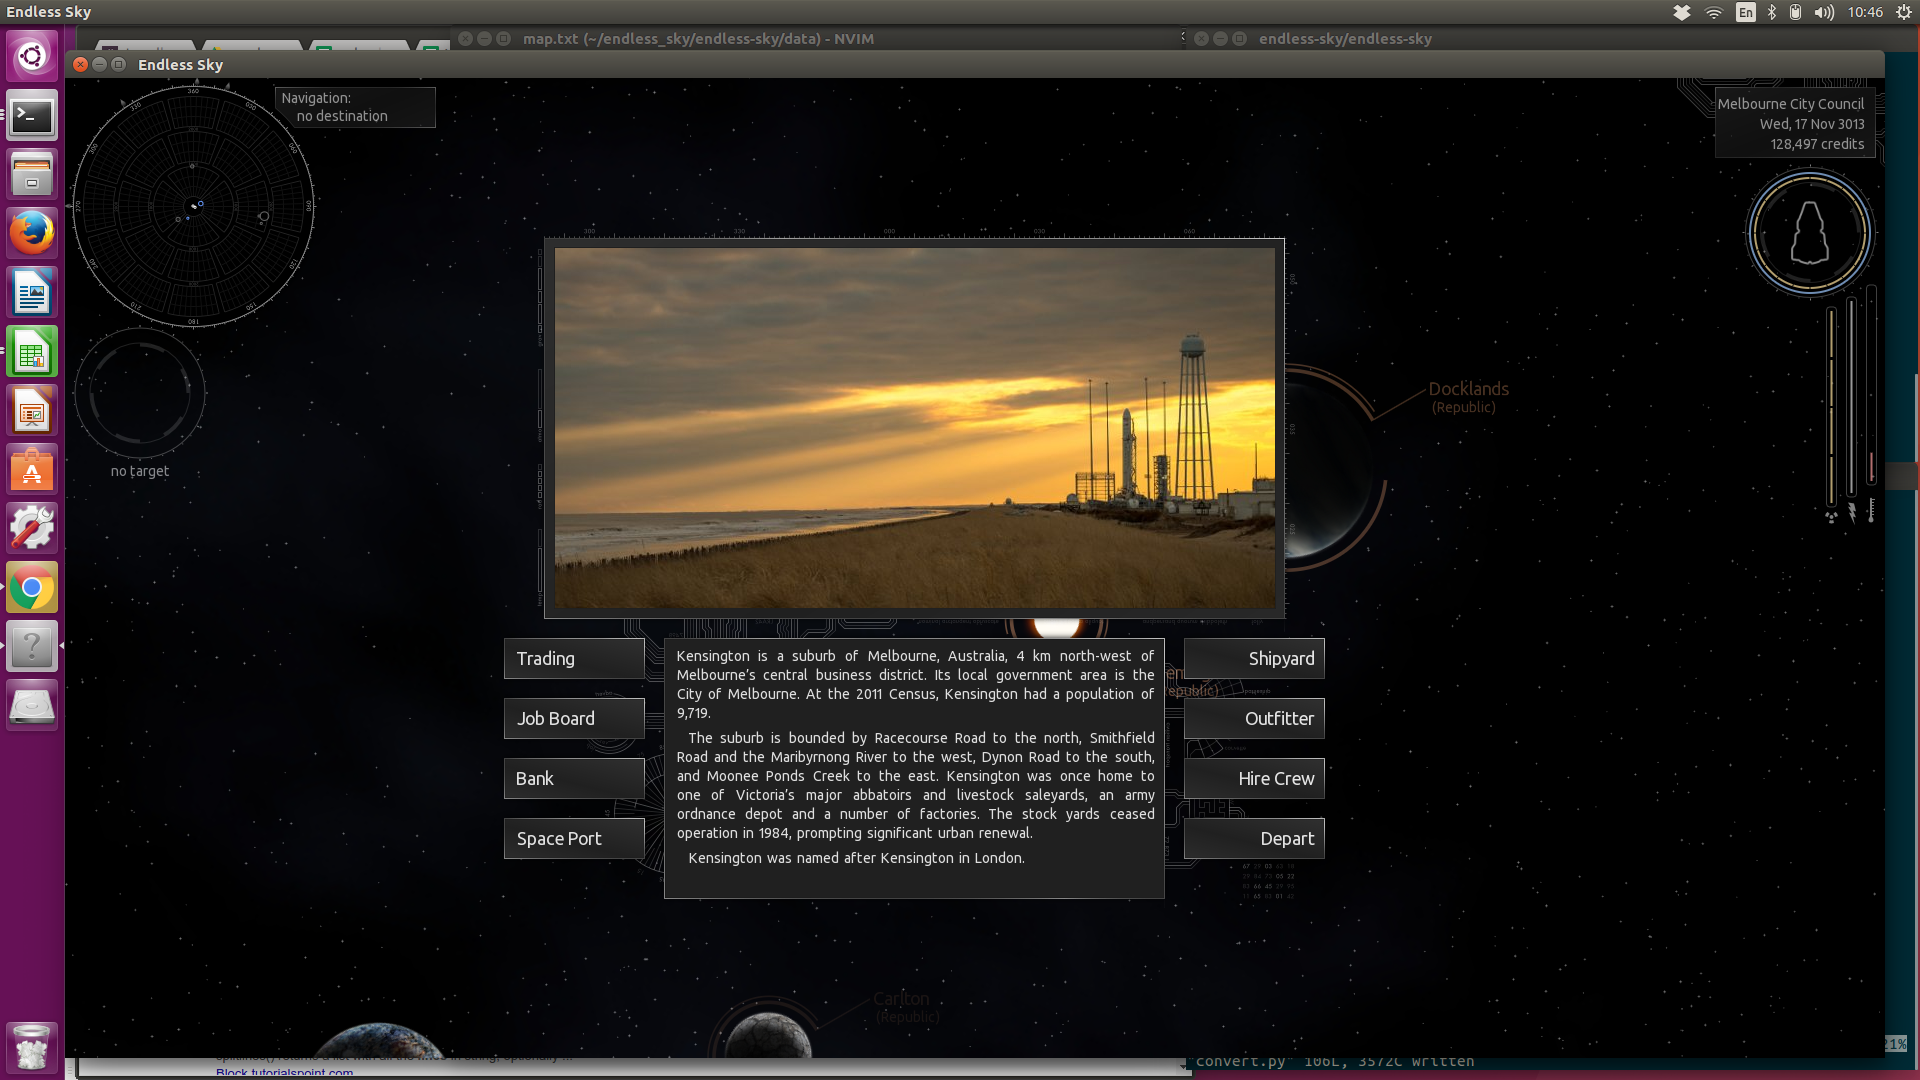 Endless Sky
En
10:46
map.txt (~/endless_sky/endless-sky/data) - NVIM
endless-sky/endless-sky
Endless Sky
Navigation:
no destination
Melbourne City Council
Wed, 17 Nov 3013
128,497 credits
no target
Docklands
(Republic)
Trading
Job Board
Bank
Space Port
Kensington is a suburb of Melbourne, Australia, 4 km north-west of
Melbourne’s central business district. Its local government area is the
City of Melbourne. At the 2011 Census, Kensington had a population of
9,719.
The suburb is bounded by Racecourse Road to the north, Smithfield
Road and the Maribyrnong River to the west, Dynon Road to the south,
and Moonee Ponds Creek to the east. Kensington was once home to
one of Victoria’s major abbatoirs and livestock saleyards, an army
ordnance depot and a number of factories. The stock yards ceased
operation in 1984, prompting significant urban renewal.
Kensington was named after Kensington in London.
Shipyard
Outfitter
Hire Crew
Depart
Carlton
(Republic)
21%
"convert.py" 106L, 3572C written
Block.tutorialspoint.com